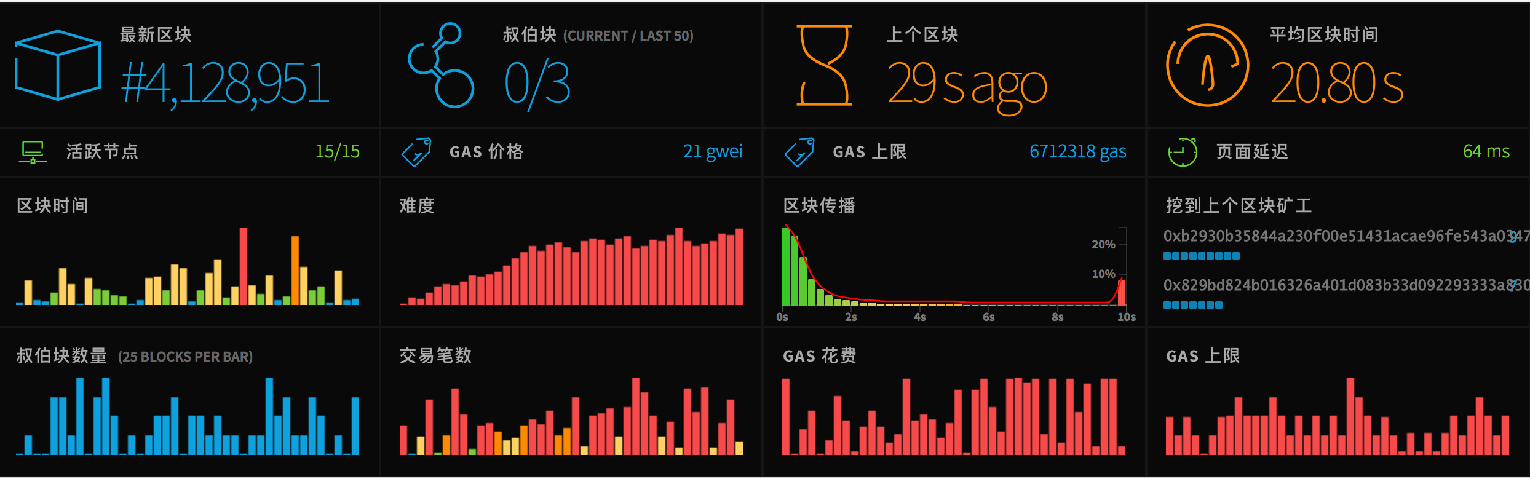 最新区块
#4,128,951
叔伯块 (CURRENT / LAST 50)
0/3
上个区块
29 s ago
平均区块时间
20.80 s
活跃节点
15/15
GAS 价格
21 gwei
GAS 上限
6712318 gas
页面延迟
64 ms
区块时间
难度
区块传播
20%
10%
0s 2s 4s 6s 8s 10s
挖到上个区块矿工
0xb2930b35844a230f00e51431acae96fe543a0347
9
0x829bd824b016326a401d083b33d092293333a830
7
叔伯块数量 (25 BLOCKS PER BAR)
交易笔数
GAS 花费
GAS 上限